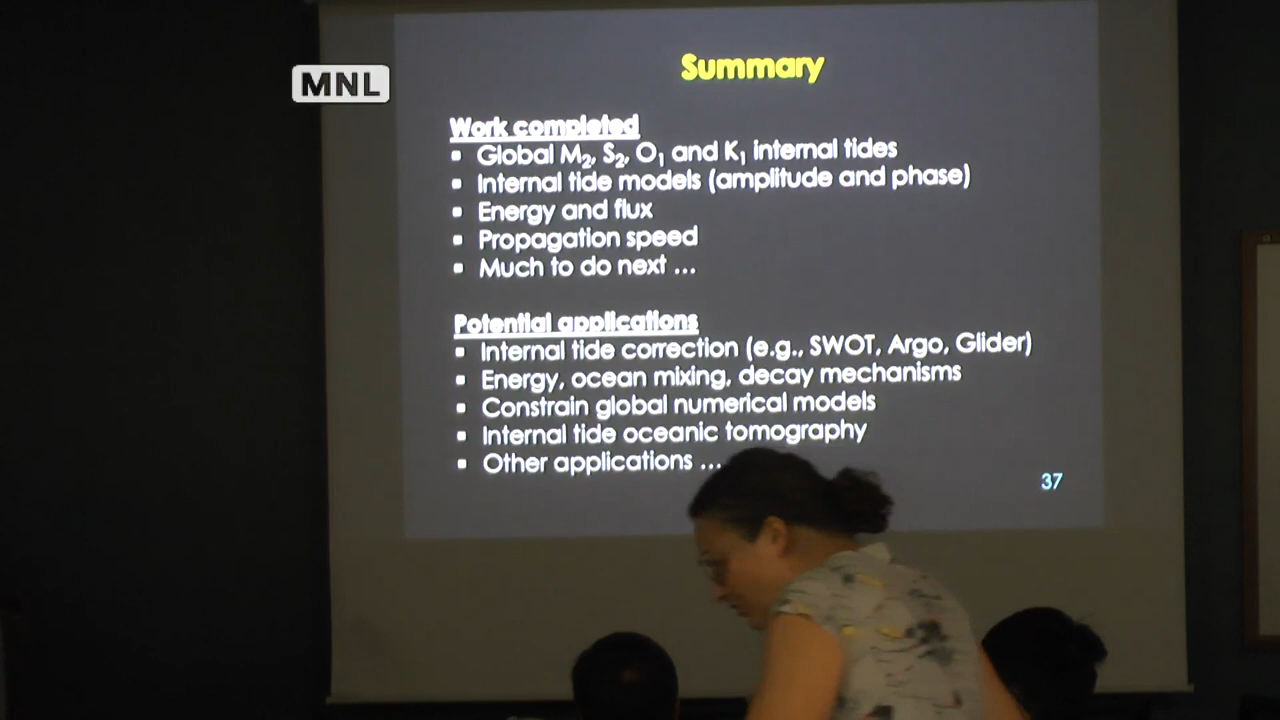 MNL
Summary
Work completed
▪ Global M₂, S₂, O₁ and K₁ internal tides
▪ Internal tide models (amplitude and phase)
▪ Energy and flux
▪ Propagation speed
▪ Much to do next ...
Potential applications
▪ Internal tide correction (e.g., SWOT, Argo, Glider)
▪ Energy, ocean mixing, decay mechanisms
▪ Constrain global numerical models
▪ Internal tide oceanic tomography
▪ Other applications ...
37